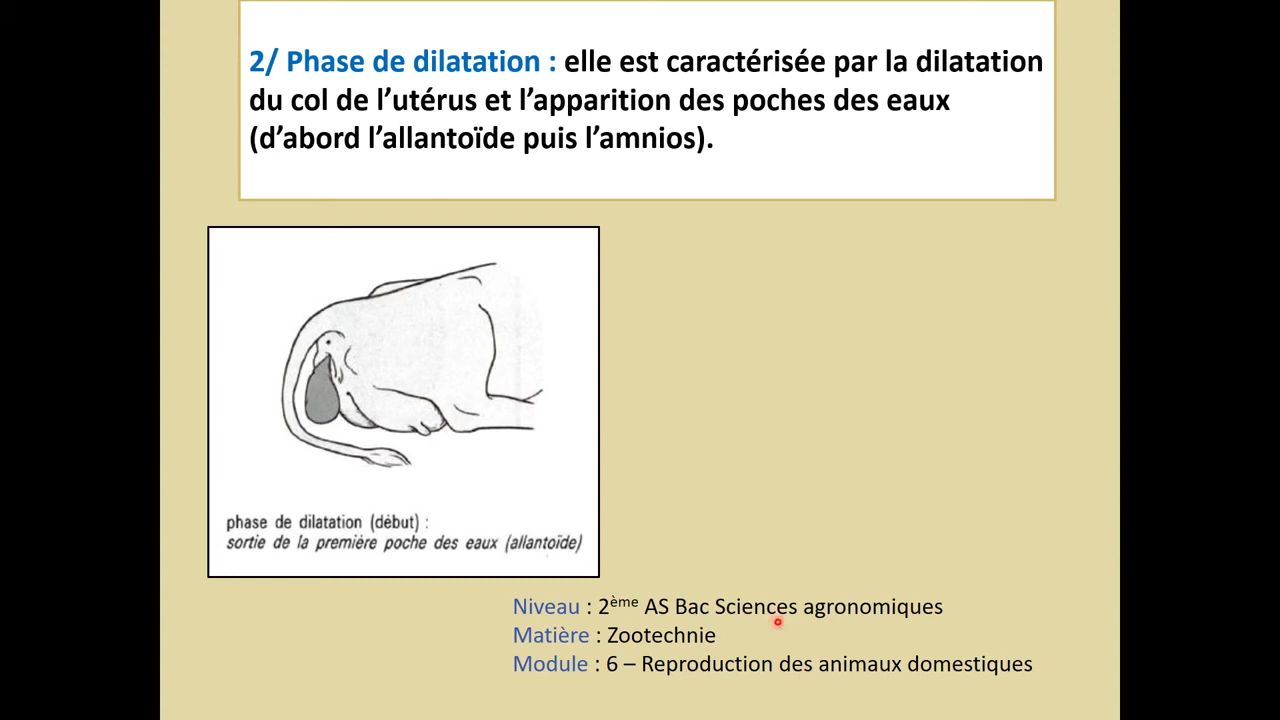 2/ Phase de dilatation : elle est caractérisée par la dilatation
du col de l’utérus et l’apparition des poches des eaux
(d’abord l’allantoïde puis l’amnios).
phase de dilatation (début) :
sortie de la première poche des eaux (allantoïde)
Niveau : 2ème AS Bac Sciences agronomiques
Matière : Zootechnie
Module : 6 – Reproduction des animaux domestiques